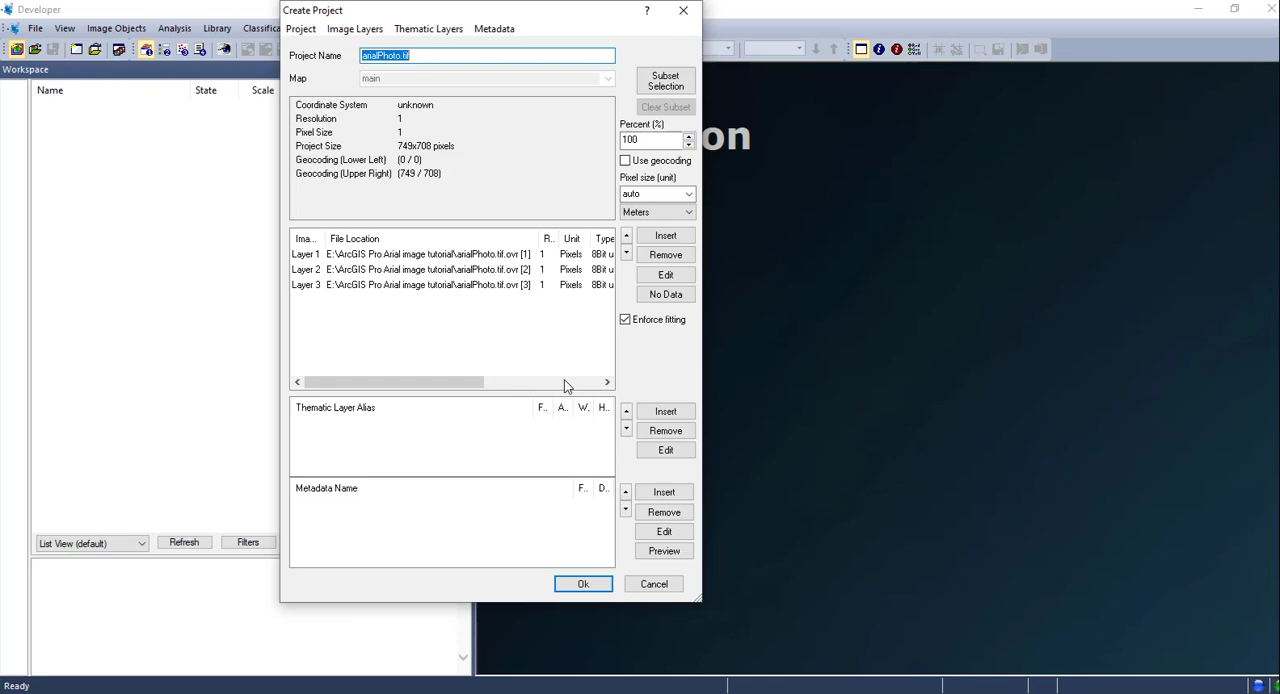 Developer
File View Image Objects Analysis Library Classifica
Workspace
Name State Scale
List View (default) Refresh Filters
Ready
on
Create Project ?
Project Image Layers Thematic Layers Metadata
Project Name arialPhoto.tif
Map main
Subset Selection
Clear Subset
Coordinate System unknown
Resolution 1
Pixel Size 1
Project Size 749x708 pixels
Geocoding (Lower Left) (0 / 0)
Geocoding (Upper Right) (749 / 708)
Percent (%)
100
Use geocoding
Pixel size (unit)
auto
Meters
Ima... File Location R.. Unit Type
Layer 1 E:\ArcGIS Pro Arial image tutorial\arialPhoto.tif.ovr [1] 1 Pixels 8Bit u
Layer 2 E:\ArcGIS Pro Arial image tutorial\arialPhoto.tif.ovr [2] 1 Pixels 8Bit u
Layer 3 E:\ArcGIS Pro Arial image tutorial\arialPhoto.tif.ovr [3] 1 Pixels 8Bit u
Insert
Remove
Edit
No Data
Enforce fitting
Thematic Layer Alias F.. A.. W. H..
Insert
Remove
Edit
Metadata Name F.. D..
Insert
Remove
Edit
Preview
Ok Cancel